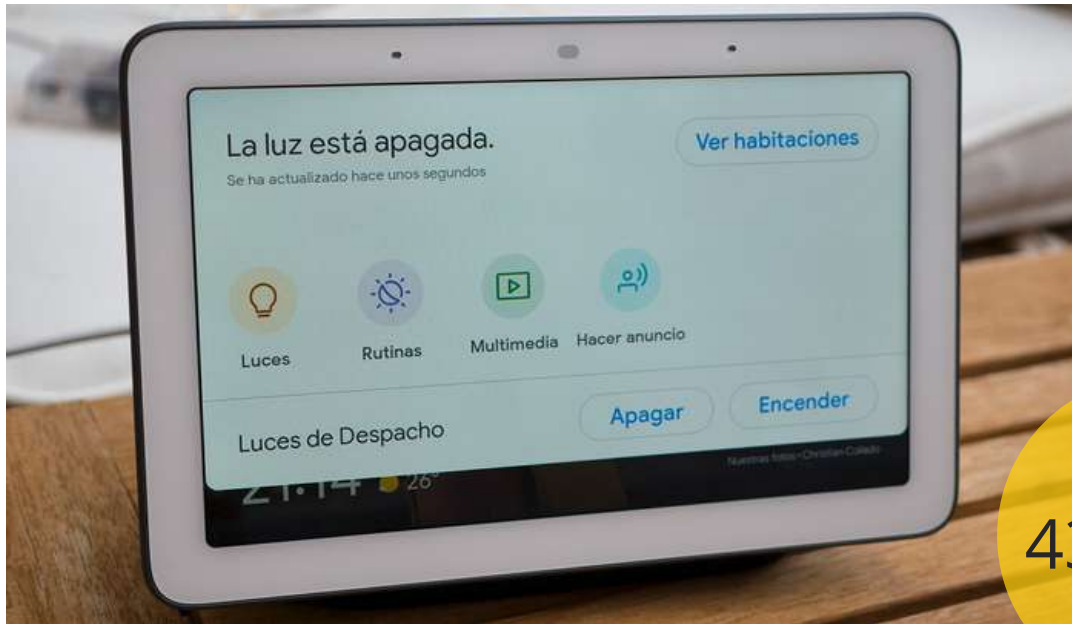 La luz está apagada.
Ver habitaciones
Se ha actualizado hace unos segundos
Luces
Rutinas
Multimedia
Hacer anuncio
Luces de Despacho
Apagar
Encender
21:14 26°
Nuestras fotos • Christian Collado
43